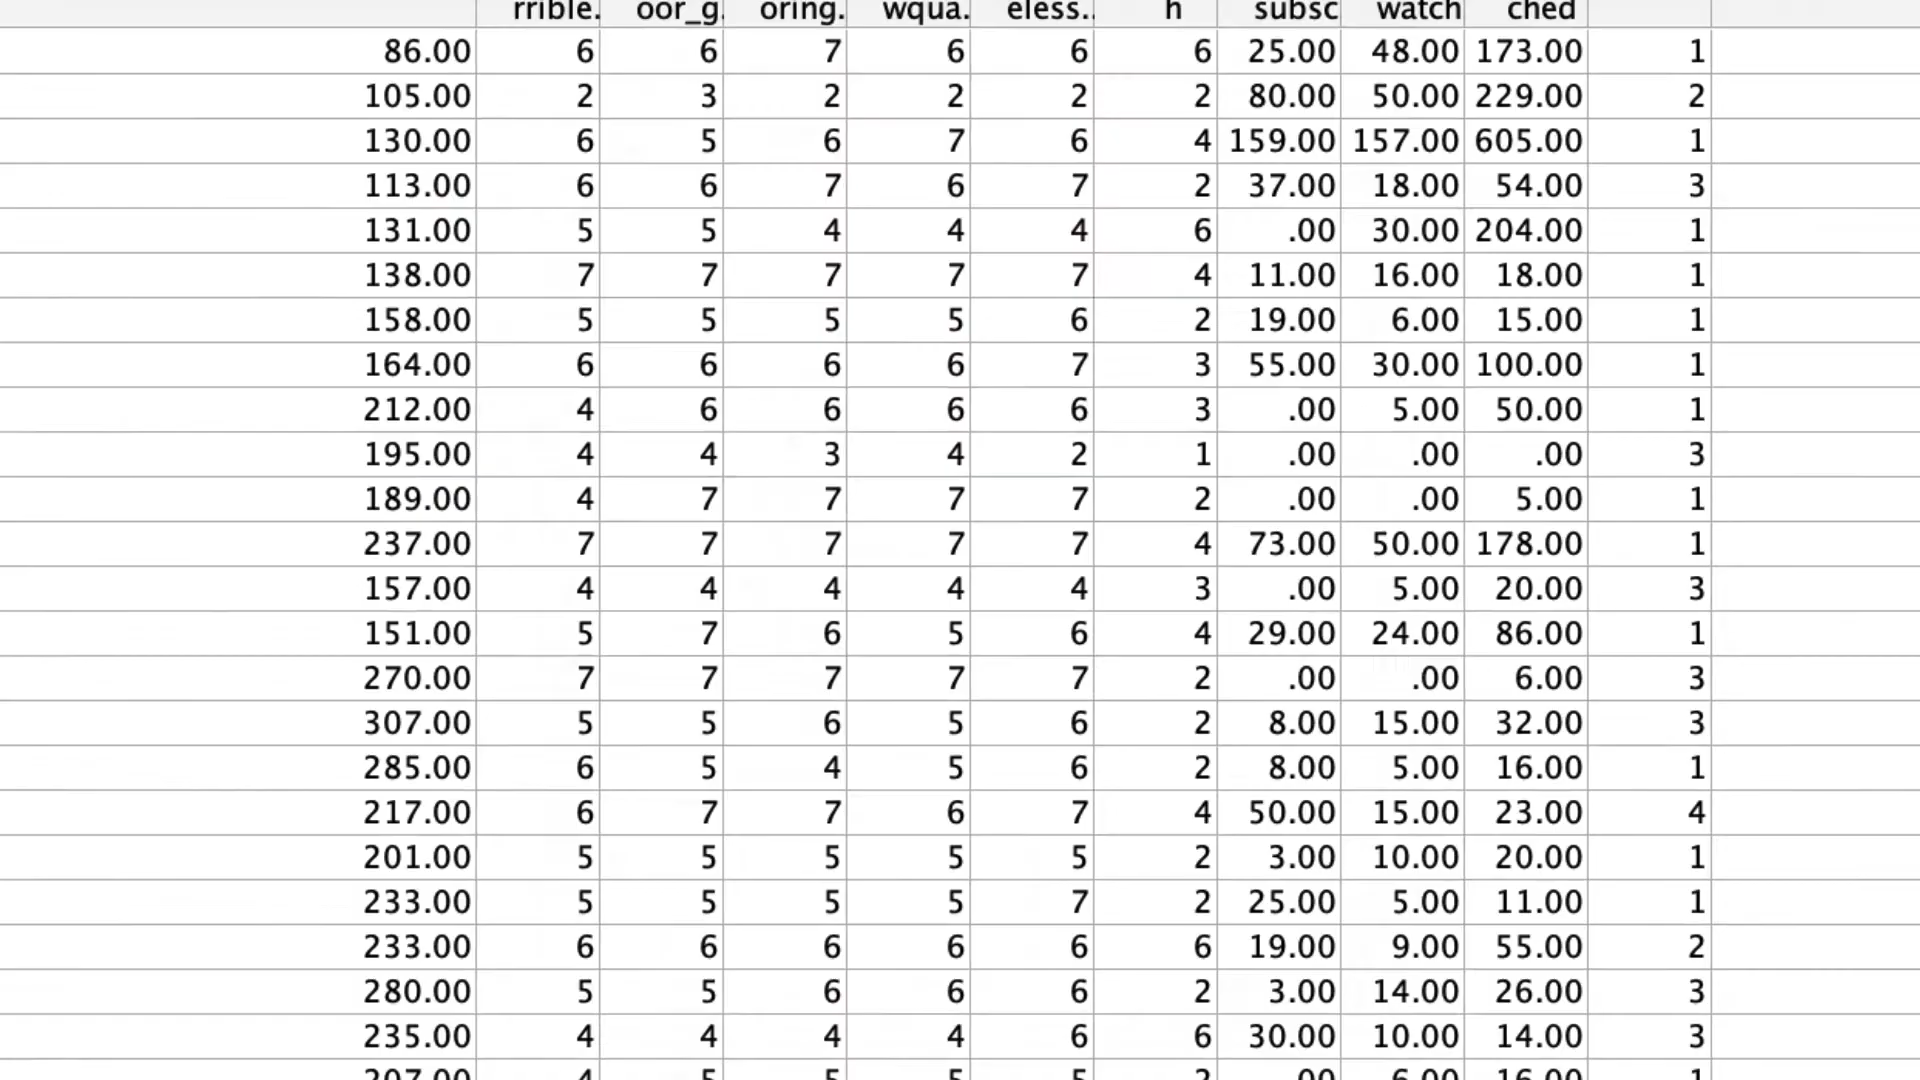 rrible. oor_g. oring. wqua. eless.. h subsc watch ched
86.00 6 6 7 6 6 6 25.00 48.00 173.00 1
105.00 2 3 2 2 2 2 80.00 50.00 229.00 2
130.00 6 5 6 7 6 4 159.00 157.00 605.00 1
113.00 6 6 7 6 7 2 37.00 18.00 54.00 3
131.00 5 5 4 4 4 6 .00 30.00 204.00 1
138.00 7 7 7 7 7 4 11.00 16.00 18.00 1
158.00 5 5 5 5 6 2 19.00 6.00 15.00 1
164.00 6 6 6 6 7 3 55.00 30.00 100.00 1
212.00 4 6 6 6 6 3 .00 5.00 50.00 1
195.00 4 4 3 4 2 1 .00 .00 .00 3
189.00 4 7 7 7 7 2 .00 .00 5.00 1
237.00 7 7 7 7 7 4 73.00 50.00 178.00 1
157.00 4 4 4 4 4 3 .00 5.00 20.00 3
151.00 5 7 6 5 6 4 29.00 24.00 86.00 1
270.00 7 7 7 7 7 2 .00 .00 6.00 3
307.00 5 5 6 5 6 2 8.00 15.00 32.00 3
285.00 6 5 4 5 6 2 8.00 5.00 16.00 1
217.00 6 7 7 6 7 4 50.00 15.00 23.00 4
201.00 5 5 5 5 5 2 3.00 10.00 20.00 1
233.00 5 5 5 5 7 2 25.00 5.00 11.00 1
233.00 6 6 6 6 6 6 19.00 9.00 55.00 2
280.00 5 5 6 6 6 2 3.00 14.00 26.00 3
235.00 4 4 4 4 6 6 30.00 10.00 14.00 3